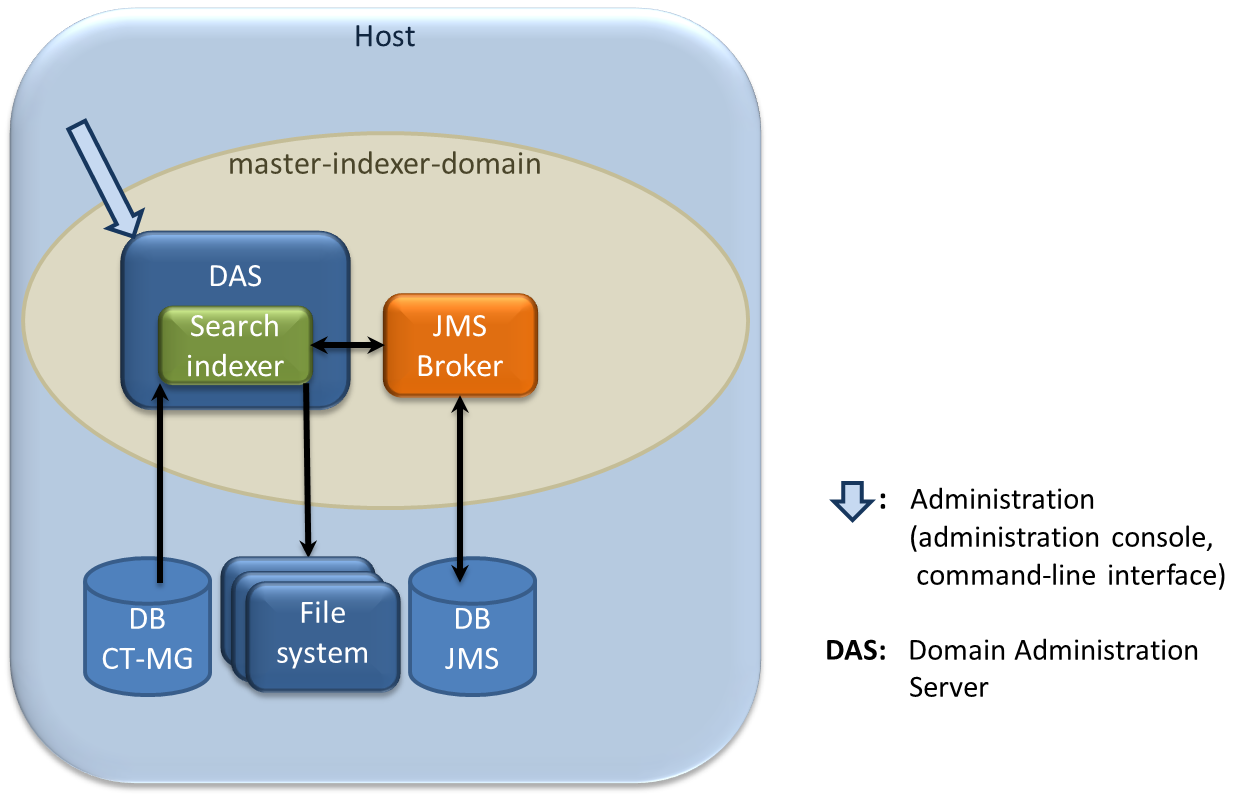 Host
master-indexer-domain
DAS
Search
indexer
JMS
Broker
DB
CT-MG
File
system
DB
JMS
: Administration
(administration console,
command-line interface)
DAS: Domain Administration
Server